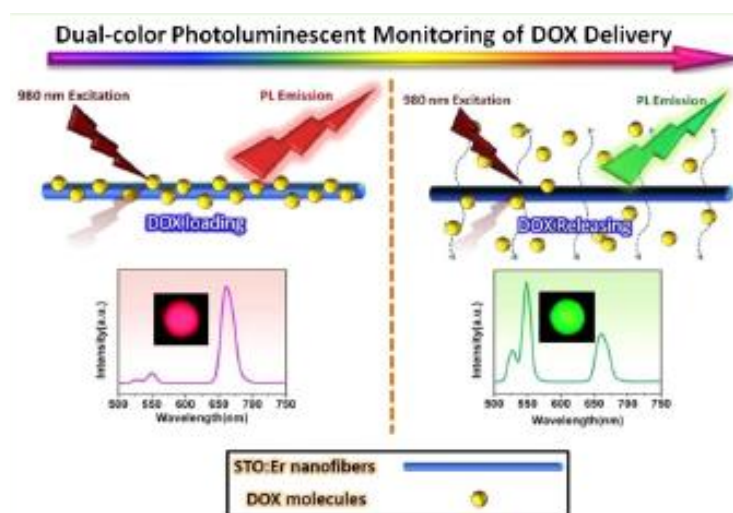 Dual-color Photoluminescent Monitoring of DOX Delivery
980 nm Excitation
PL Emission
DOX loading
Intensity(a.u.)
500 550 600 650 700 750
Wavelength(nm)
980 nm Excitation
PL Emission
DOX Releasing
Intensity(a.u.)
500 550 600 650 700 750
Wavelength(nm)
STO:Er nanofibers
DOX molecules